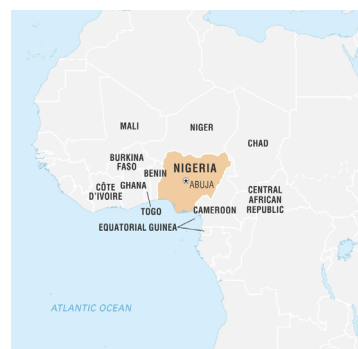 MALI
NIGER
CHAD
BURKINA
FASO
BENIN
NIGERIA
ABUJA
CÔTE
D'IVOIRE
GHANA
TOGO
CAMEROON
CENTRAL
AFRICAN
REPUBLIC
EQUATORIAL GUINEA
ATLANTIC OCEAN